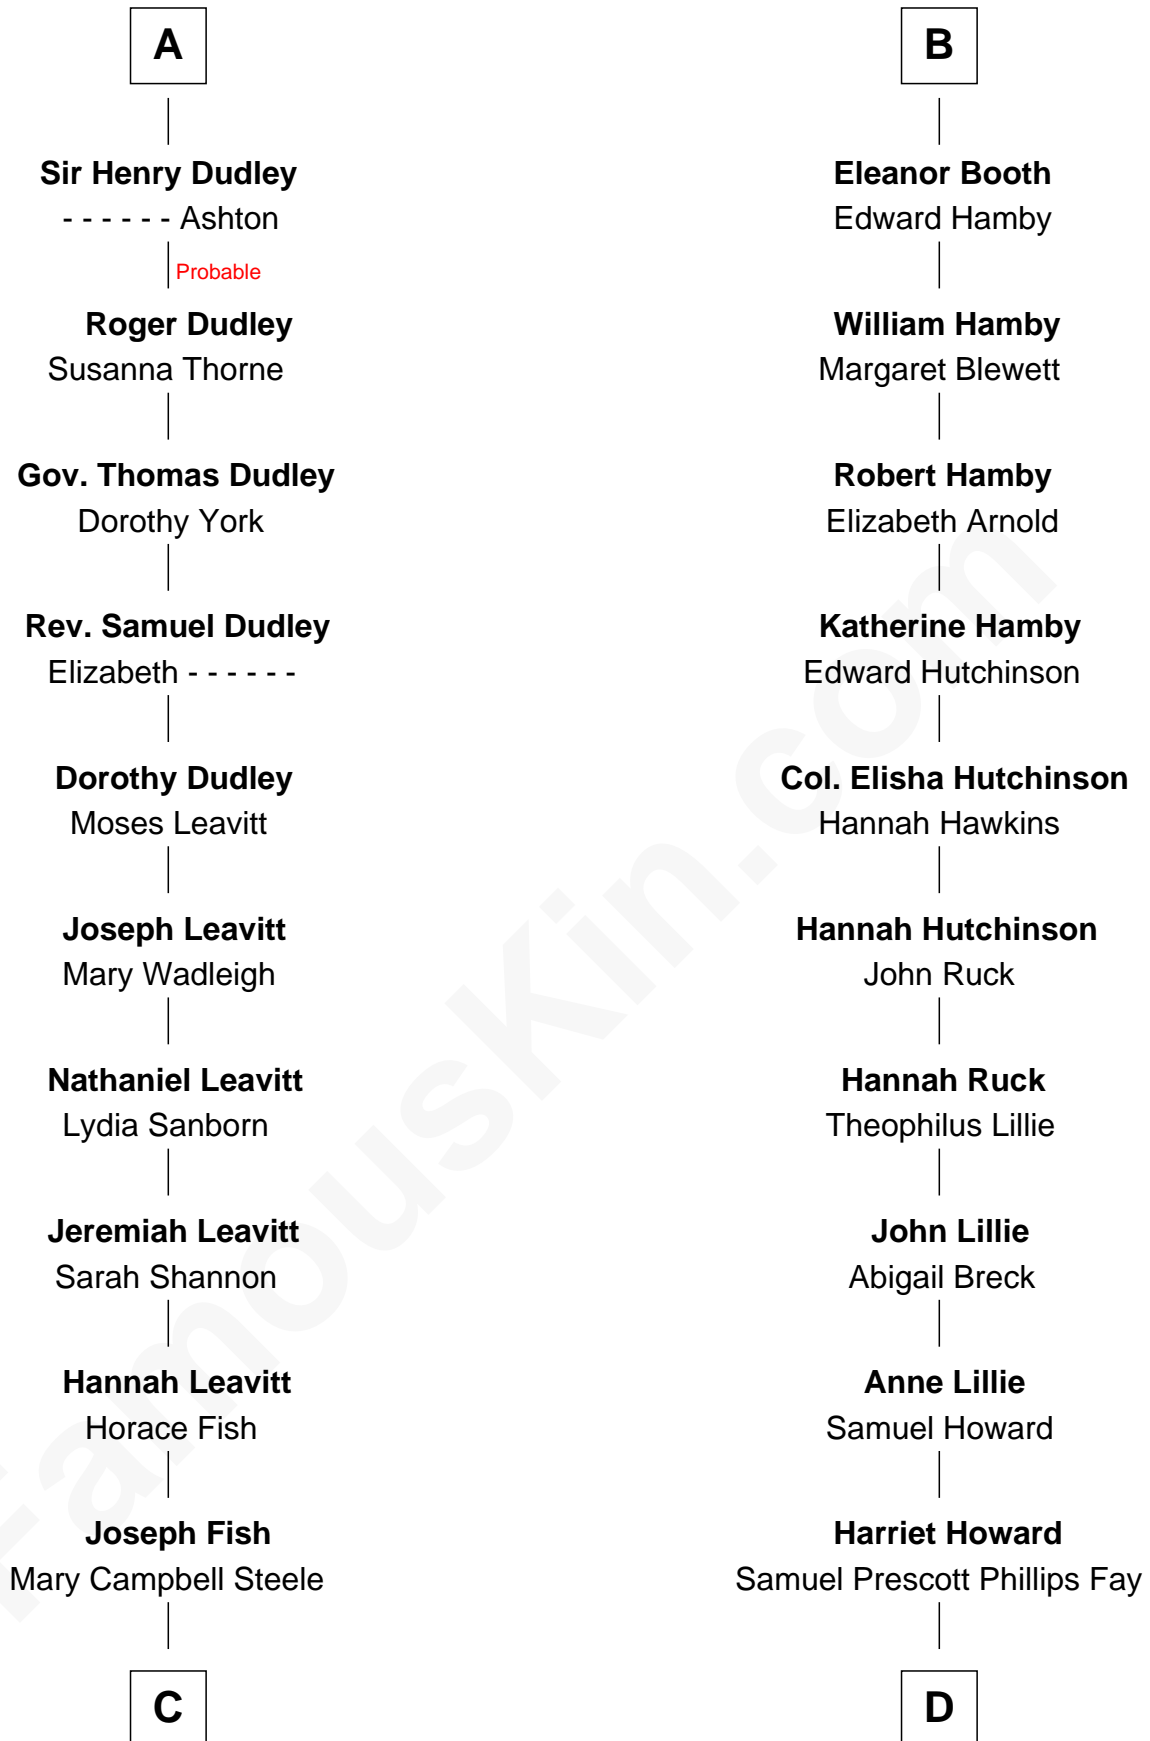 A
Sir Henry Dudley
- - - - - - Ashton
Probable
Roger Dudley
Susanna Thorne
Gov. Thomas Dudley
Dorothy York
Rev. Samuel Dudley
Elizabeth - - - - - -
Dorothy Dudley
Moses Leavitt
Joseph Leavitt
Mary Wadleigh
Nathaniel Leavitt
Lydia Sanborn
Jeremiah Leavitt
Sarah Shannon
Hannah Leavitt
Horace Fish
Joseph Fish
Mary Campbell Steele
C
B
Eleanor Booth
Edward Hamby
William Hamby
Margaret Blewett
Robert Hamby
Elizabeth Arnold
Katherine Hamby
Edward Hutchinson
Col. Elisha Hutchinson
Hannah Hawkins
Hannah Hutchinson
John Ruck
Hannah Ruck
Theophilus Lillie
John Lillie
Abigail Breck
Anne Lillie
Samuel Howard
Harriet Howard
Samuel Prescott Phillips Fay
D
FamousKin.com